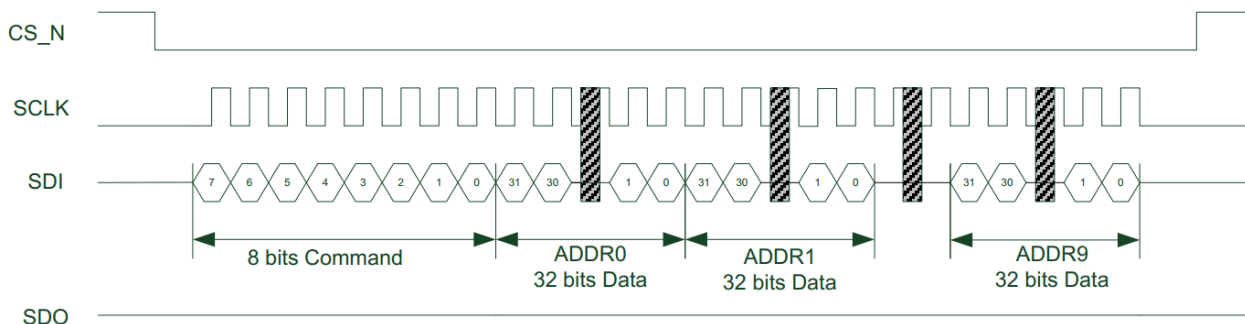 CS_N
SCLK
SDI
7 6 5 4 3 2 1 0 31 30 1 0 31 30 1 0 31 30 1 0
8 bits Command
ADDR0
32 bits Data
ADDR1
32 bits Data
ADDR9
32 bits Data
SDO